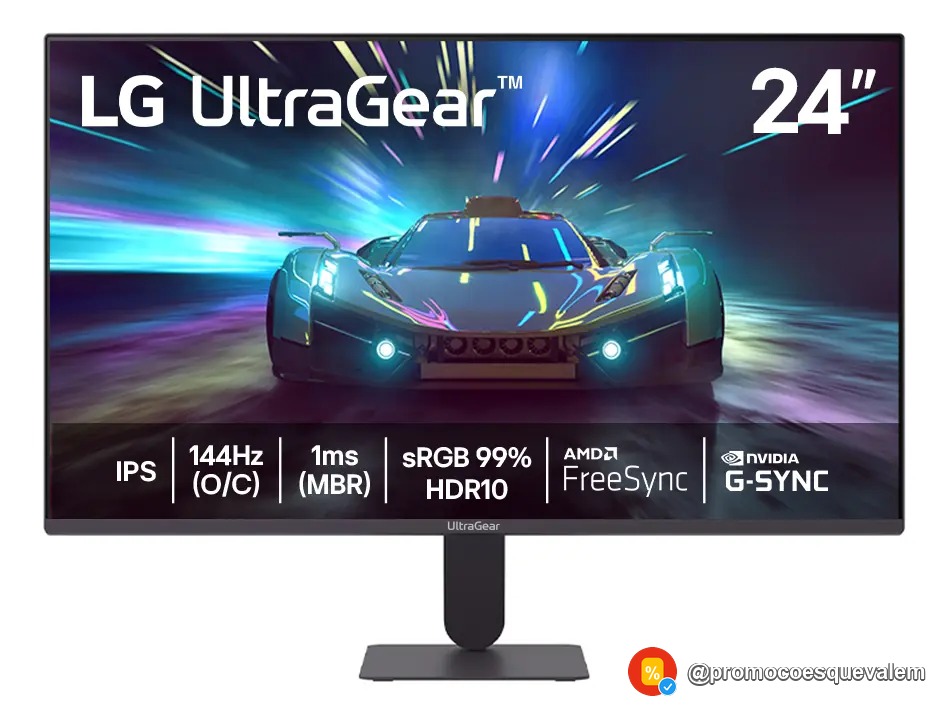 LG UltraGear™
24"
IPS
144Hz
(O/C)
1ms
(MBR)
sRGB 99%
HDR10
AMD
FreeSync
NVIDIA
G-SYNC
UltraGear
%
@promocoesquevalem